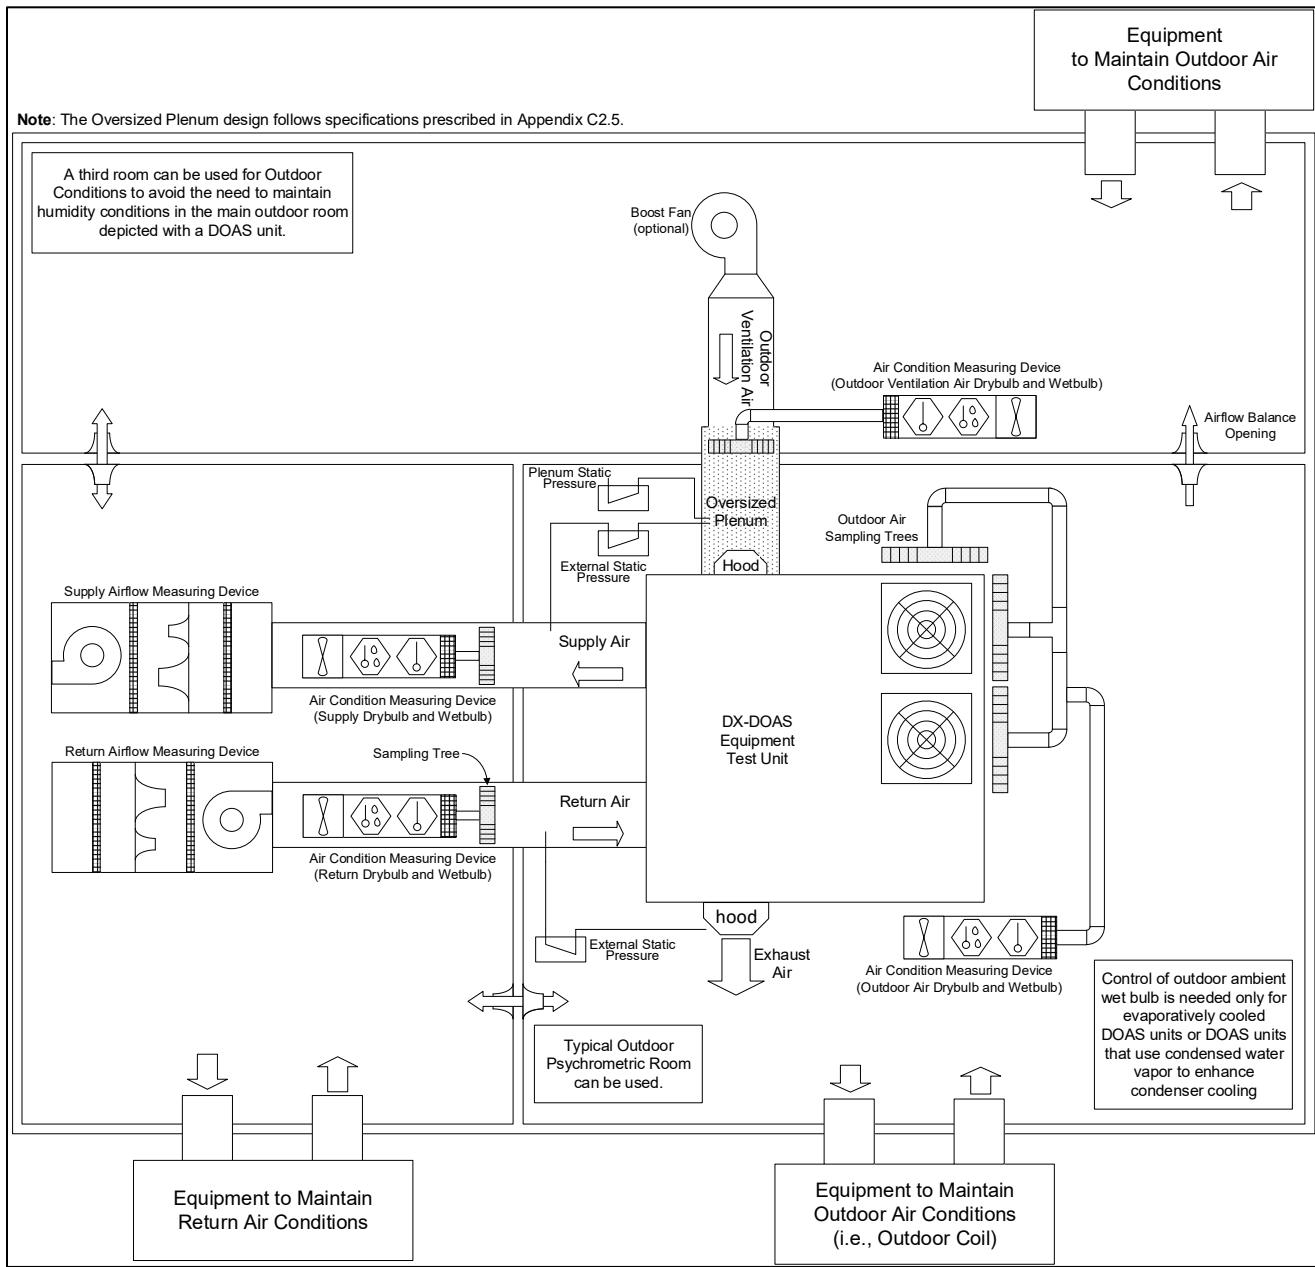 Equipment
to Maintain Outdoor Air
Conditions
Note: The Oversized Plenum design follows specifications prescribed in Appendix C2.5.
A third room can be used for Outdoor
Conditions to avoid the need to maintain
humidity conditions in the main outdoor room
depicted with a DOAS unit.
Boost Fan
(optional)
Outdoor
Ventilation Air
Air Condition Measuring Device
(Outdoor Ventilation Air Drybulb and Wetbulb)
Airflow Balance
Opening
Plenum Static
Pressure
Oversized
Plenum
Outdoor Air
Sampling Trees
External Static
Pressure
Hood
Supply Airflow Measuring Device
Supply Air
Air Condition Measuring Device
(Supply Drybulb and Wetbulb)
DX-DOAS
Equipment
Test Unit
Return Airflow Measuring Device
Sampling Tree
Return Air
Air Condition Measuring Device
(Return Drybulb and Wetbulb)
hood
External Static
Pressure
Exhaust
Air
Air Condition Measuring Device
(Outdoor Air Drybulb and Wetbulb)
Control of outdoor ambient
wet bulb is needed only for
evaporatively cooled
DOAS units or DOAS units
that use condensed water
vapor to enhance
condenser cooling
Typical Outdoor
Psychrometric Room
can be used.
Equipment to Maintain
Return Air Conditions
Equipment to Maintain
Outdoor Air Conditions
(i.e., Outdoor Coil)